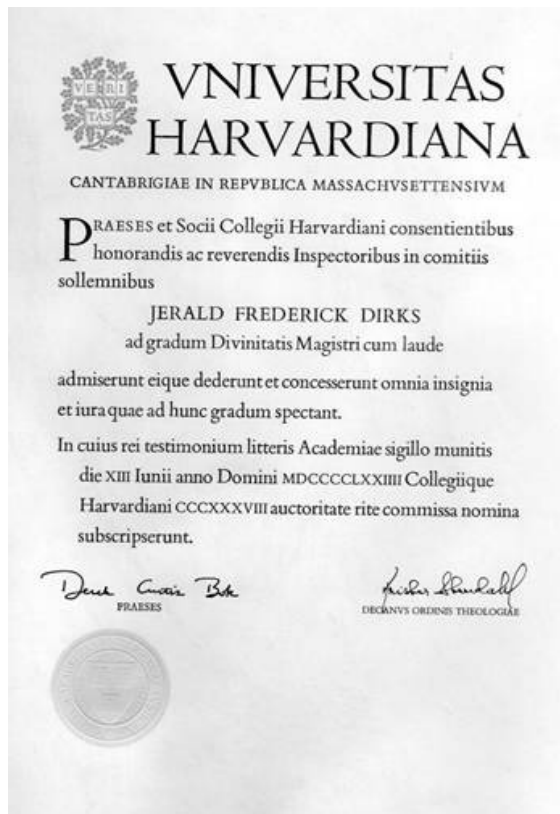 VE RI
TAS
VNIVERSITAS
HARVARDIANA
CANTABRIGIAE IN REPVBLICA MASSACHVSETTENSIVM
PRAESES et Socii Collegii Harvardiani consentientibus
honorandis ac reverendis Inspectoribus in comitiis
sollemnibus
JERALD FREDERICK DIRKS
ad gradum Divinitatis Magistri cum laude
admiserunt eique dederunt et concesserunt omnia insignia
et iura quae ad hunc gradum spectant.
In cuius rei testimonium litteris Academiae sigillo munitis
die XIII Iunii anno Domini MDCCCCLXXIIII Collegiique
Harvardiani CCCXXXVIII auctoritate rite commissa nomina
subscripserunt.
Derek Curtis Bok
PRAESES
DECANVS ORDINIS THEOLOGIAE